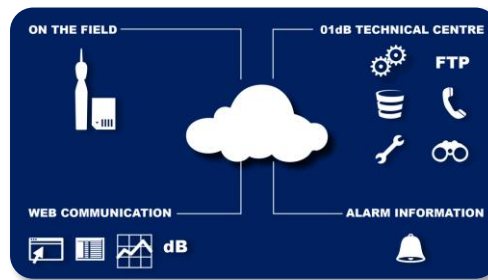 ON THE FIELD
01dB TECHNICAL CENTRE
FTP
WEB COMMUNICATION
dB
ALARM INFORMATION